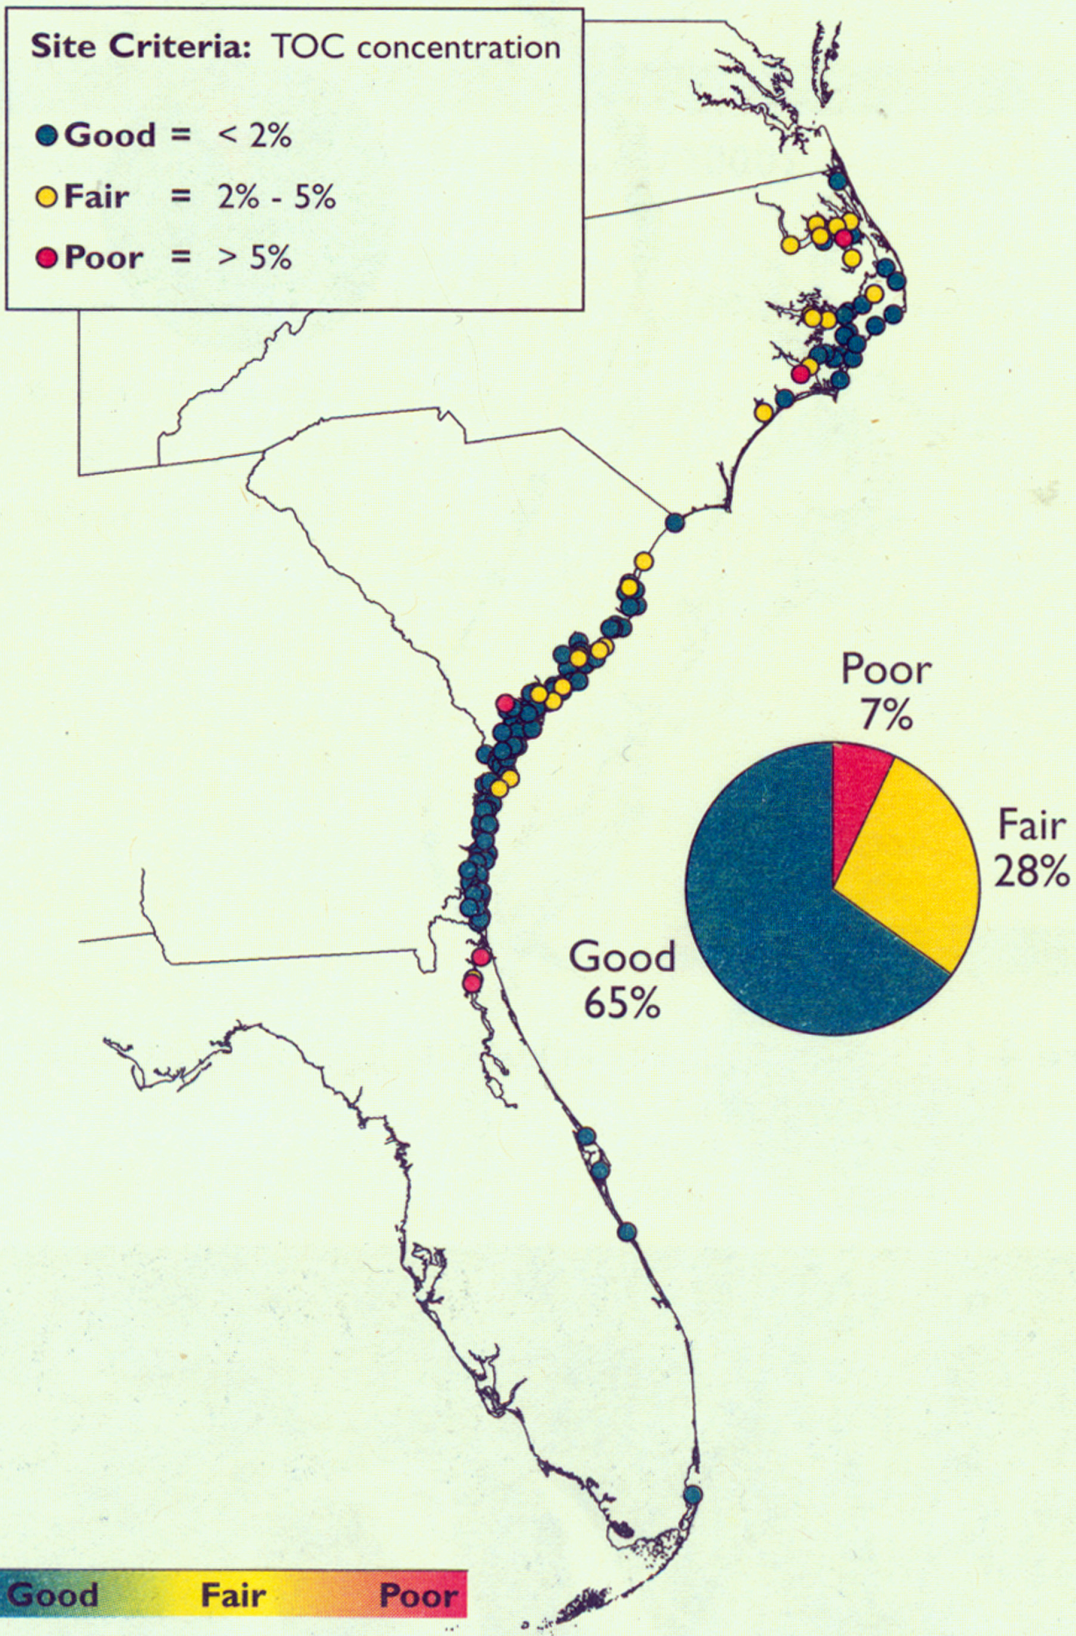 Site Criteria: TOC concentration
Good = < 2%
Fair = 2% - 5%
Poor = > 5%
Poor
7%
Fair
28%
Good
65%
Good Fair Poor